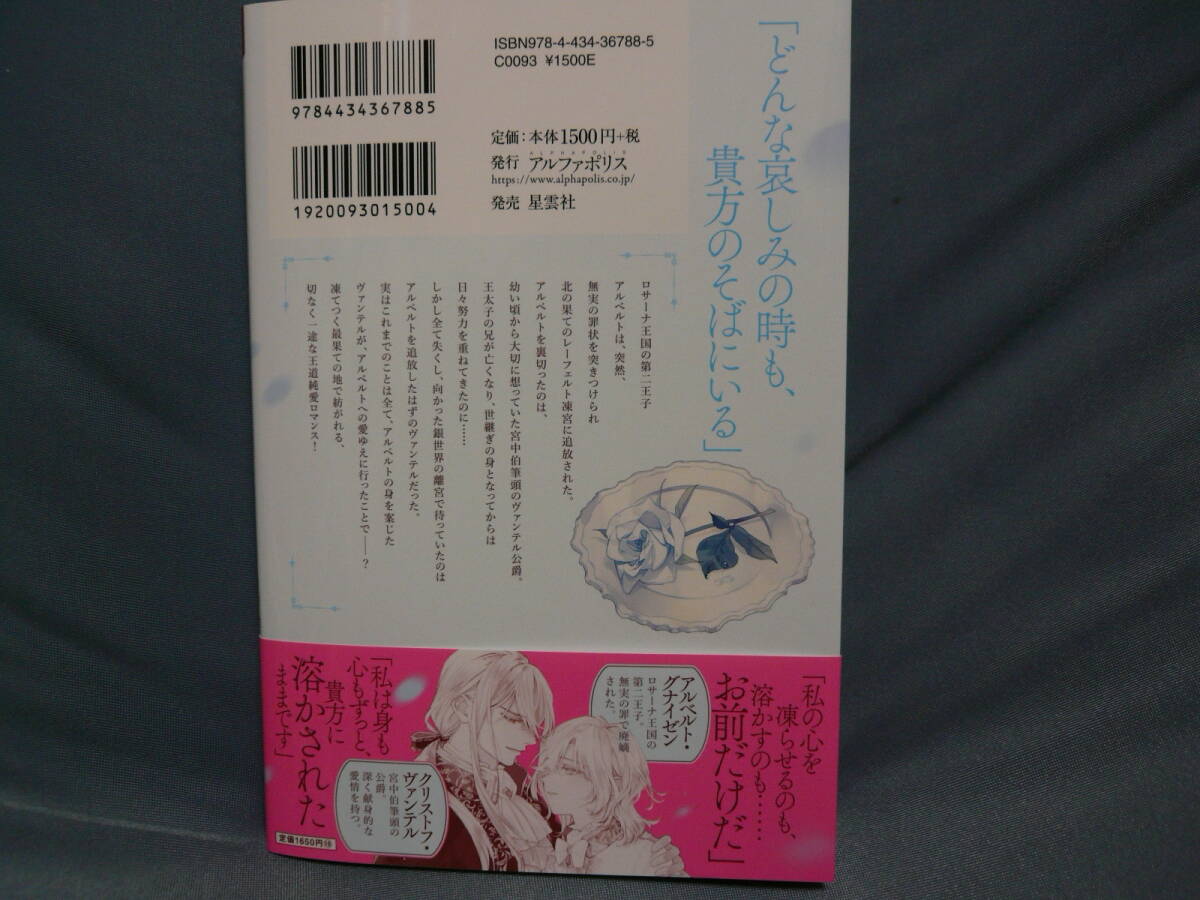 ISBN978-4-434-36788-5
C0093 ¥1500E
9784434367885
定価：本体1500円+税
発行 アルファポリス
ALPHAPOLIS
https://www.alphapolis.co.jp/
発売 星雲社
1920093015004
「どんな哀しみの時も、
貴方のそばにいる」
ロサーナ王国の第二王子
アルベルトは、突然、
無実の罪状を突きつけられ
北の果てのレーフェルト凍宮に追放された。
アルベルトを裏切ったのは、
幼い頃から大切に想っていた宮中伯筆頭のヴァンテル公爵。
王太子の兄が亡くなり、世継ぎの身となってからは
日々努力を重ねてきたのに……
しかし全て失くし、向かった銀世界の離宮で待っていたのは
アルベルトを追放したはずのヴァンテルだった。
実はこれまでのことは全て、アルベルトの身を案じた
ヴァンテルが、アルベルトへの愛ゆえに行ったことで――？
凍てつく最果ての地で紡がれる、
切なく一途な王道純愛ロマンス！
「私の心を
凍らせるのも、
溶かすのも……
お前だけだ」
アルベルト・
グナイゼン
ロサーナ王国の
第二王子。
無実の罪で廃嫡
された。
クリストフ・
ヴァンテル
宮中伯筆頭の
公爵。
深く献身的な
愛情を持つ。
「私は身も
心もずっと、
貴方に
溶かされた
ままです」
定価1650円⑩